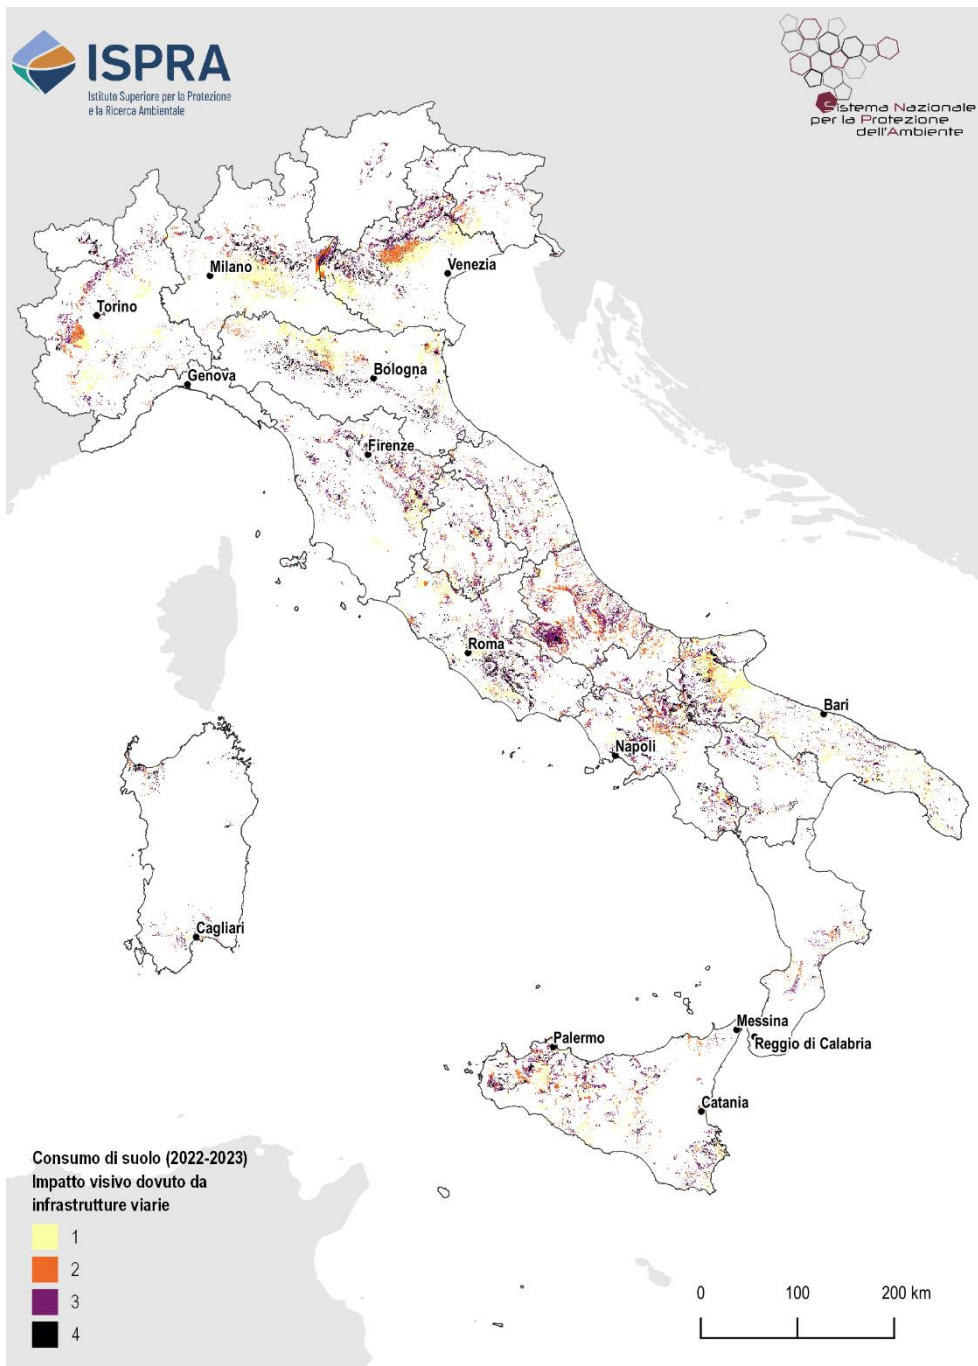 ISPRA
Istituto Superiore per la Protezione
e la Ricerca Ambientale
Sistema Nazionale
per la Protezione
dell'Ambiente
Milano
Venezia
Torino
Genova
Bologna
Firenze
Roma
Bari
Napoli
Cagliari
Messina
Reggio di Calabria
Palermo
Catania
Consumo di suolo (2022-2023)
Impatto visivo dovuto da
infrastrutture viarie
1
2
3
4
0 100 200 km